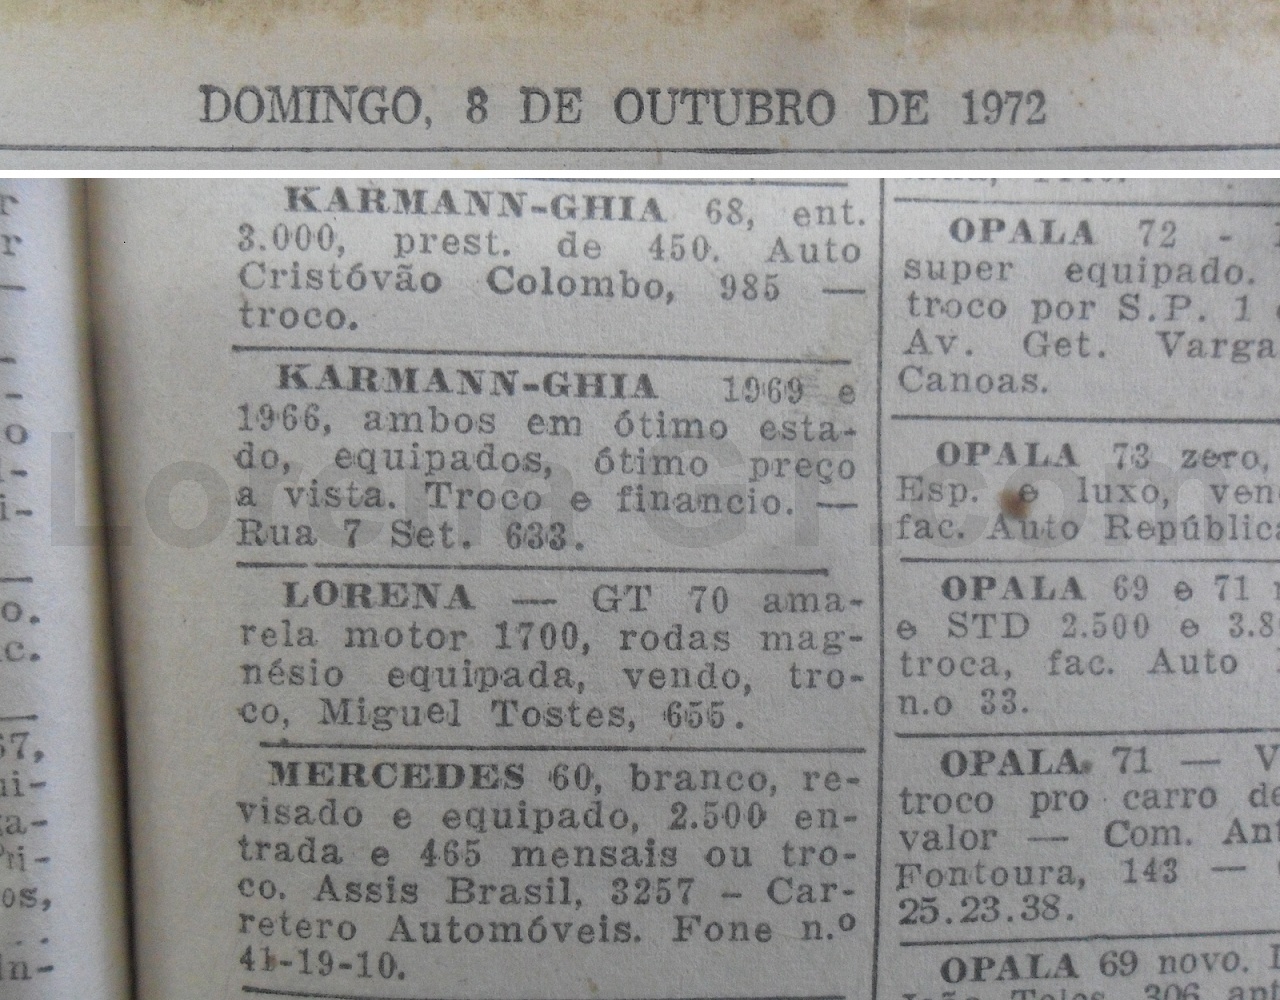 DOMINGO, 8 DE OUTUBRO DE 1972
KARMANN-GHIA 68, ent.
3.000, prest. de 450. Auto
Cristóvão Colombo, 985 —
troco.
KARMANN-GHIA 1969 e
1966, ambos em ótimo esta-
do, equipados, ótimo preço
a vista. Troco e financio. —
Rua 7 Set. 633.
LORENA — GT 70 ama-
rela motor 1700, rodas mag-
nésio equipada, vendo, tro-
co, Miguel Tostes, 655.
MERCEDES 60, branco, re-
visado e equipado, 2.500 en-
trada e 465 mensais ou tro-
co. Assis Brasil, 3257 - Car-
retero Automóveis. Fone n.º
41-19-10.
OPALA 72 -
super equipado.
troco por S.P. 1
Av. Get. Varga
Canoas.
OPALA 73 zero,
Esp. e luxo, ven
fac. Auto República
OPALA 69 e 71
e STD 2.500 e 3.8
troca, fac. Auto
n.o 33.
OPALA 71 — V
troco pro carro de
valor — Com. Ant
Fontoura, 143 —
25.23.38.
OPALA 69 novo.
Lorena GT.com